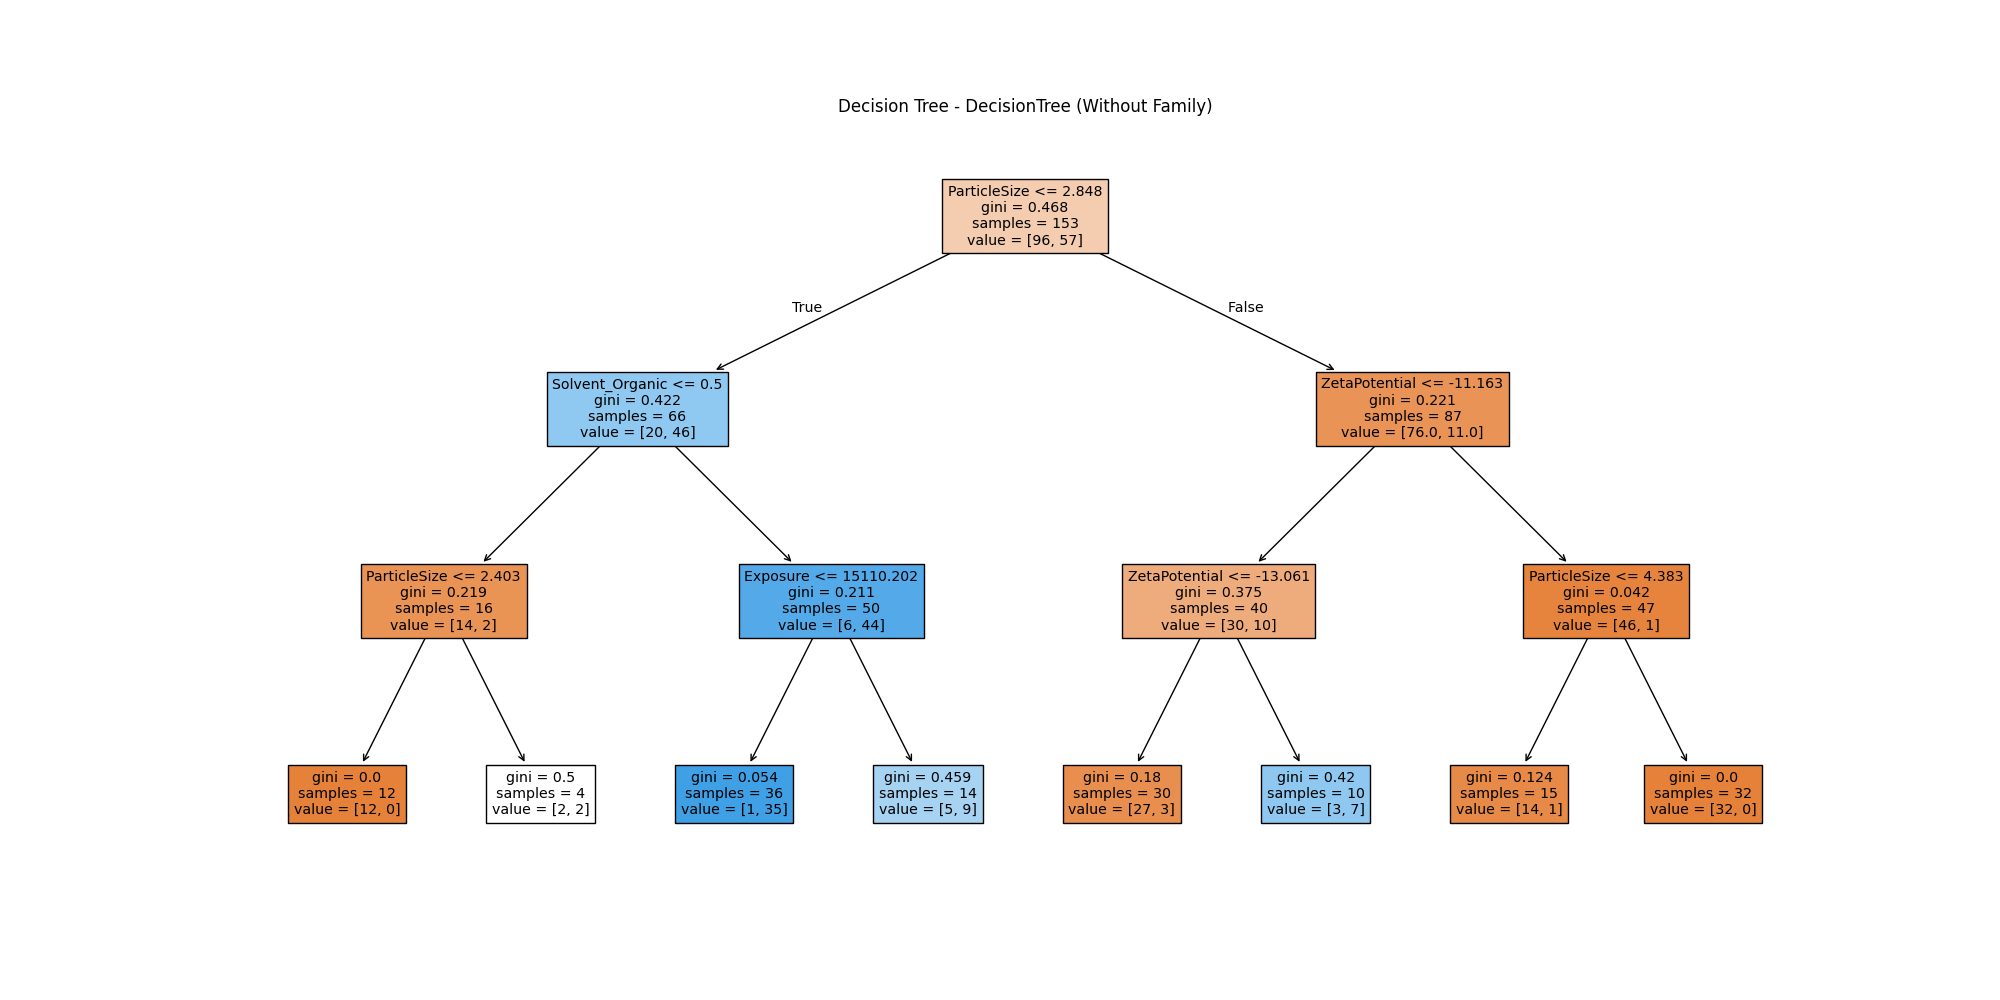 Decision Tree - DecisionTree (Without Family)
ParticleSize <= 2.848
gini = 0.468
samples = 153
value = [96, 57]
True
False
Solvent_Organic <= 0.5
gini = 0.422
samples = 66
value = [20, 46]
ZetaPotential <= -11.163
gini = 0.221
samples = 87
value = [76.0, 11.0]
ParticleSize <= 2.403
gini = 0.219
samples = 16
value = [14, 2]
Exposure <= 15110.202
gini = 0.211
samples = 50
value = [6, 44]
ZetaPotential <= -13.061
gini = 0.375
samples = 40
value = [30, 10]
ParticleSize <= 4.383
gini = 0.042
samples = 47
value = [46, 1]
gini = 0.0
samples = 12
value = [12, 0]
gini = 0.5
samples = 4
value = [2, 2]
gini = 0.054
samples = 36
value = [1, 35]
gini = 0.459
samples = 14
value = [5, 9]
gini = 0.18
samples = 30
value = [27, 3]
gini = 0.42
samples = 10
value = [3, 7]
gini = 0.124
samples = 15
value = [14, 1]
gini = 0.0
samples = 32
value = [32, 0]